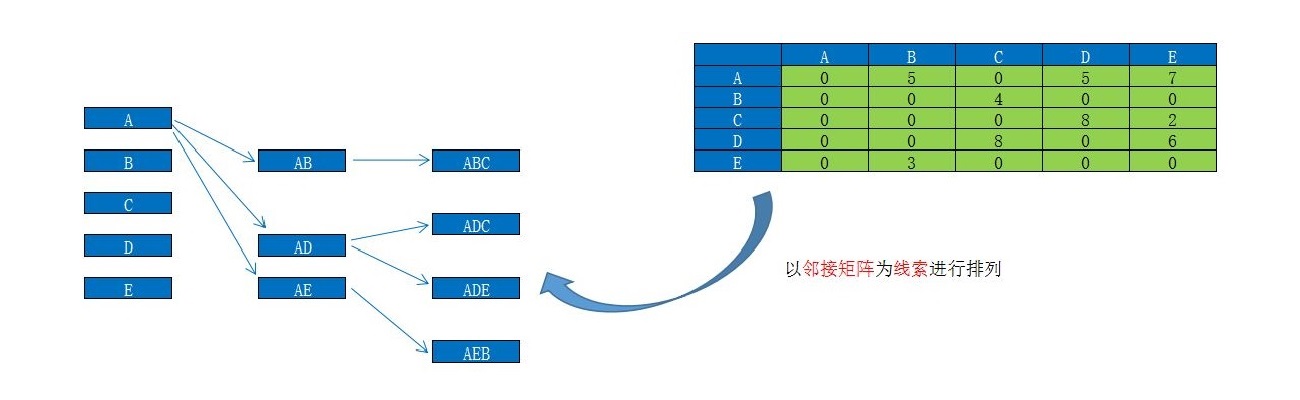 A B C D E
A 0 5 0 5 7
B 0 0 4 0 0
C 0 0 0 8 2
D 0 0 8 0 6
E 0 3 0 0 0
A
B AB ABC
C
ADC
D AD
E AE ADE
AEB
以邻接矩阵为线索进行排列